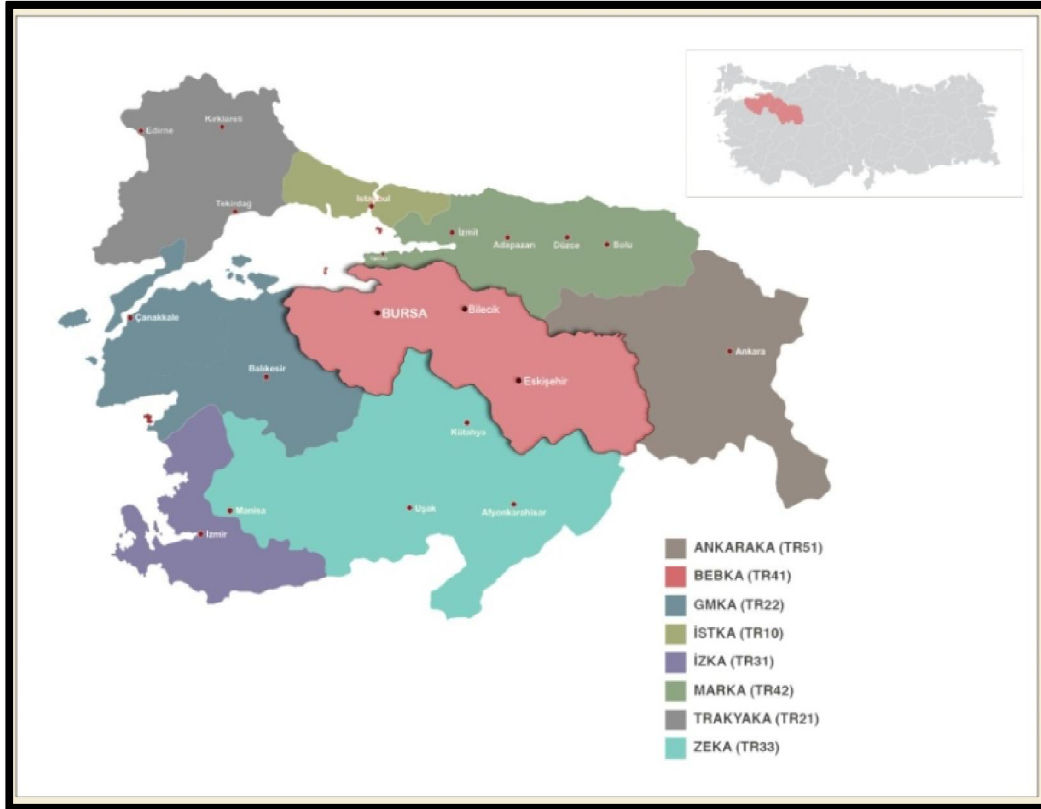 Edirne
Kırklareli
Tekirdağ
İstanbul
İzmit
Adapazarı
Düzce
Bolu
Çanakkale
BURSA
Bilecik
Ankara
Balıkesir
Eskişehir
Kütahya
Manisa
Uşak
Afyonkarahisar
İzmir
ANKARAKA (TR51)
BEBKA (TR41)
GMKA (TR22)
İSTKA (TR10)
İZKA (TR31)
MARKA (TR42)
TRAKYAKA (TR21)
ZEKA (TR33)